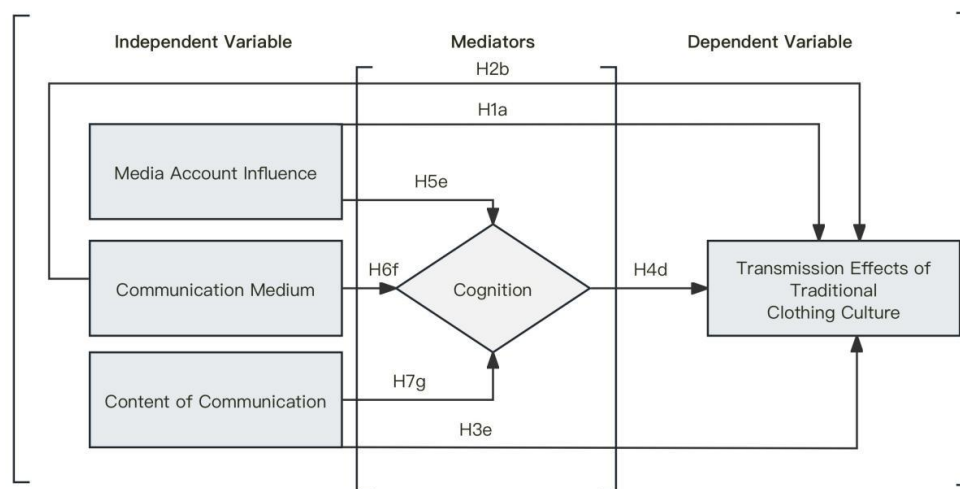 Independent Variable
Mediators
Dependent Variable
H2b
H1a
Media Account Influence
H5e
Communication Medium
H6f
Cognition
H4d
Transmission Effects of
Traditional
Clothing Culture
Content of Communication
H7g
H3e